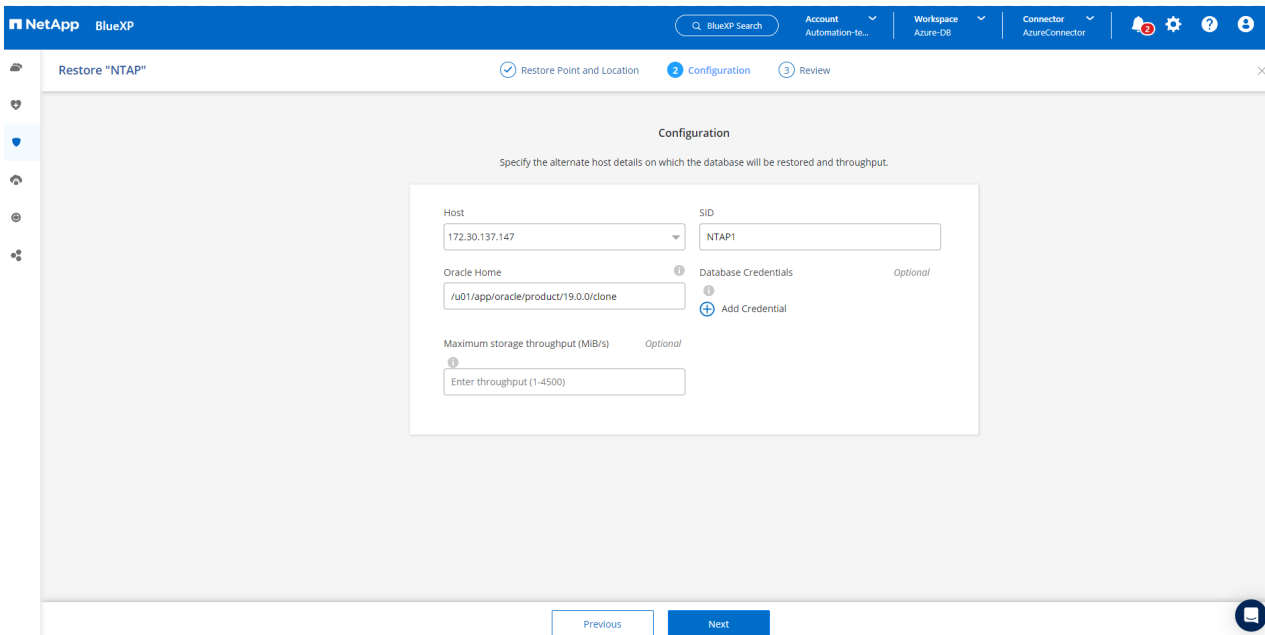 NetApp BlueXP
BlueXP Search
Account
Automation-te...
Workspace
Azure-DB
Connector
AzureConnector
2
?
Restore "NTAP"
Restore Point and Location
2 Configuration
3 Review
Configuration
Specify the alternate host details on which the database will be restored and throughput.
Host
172.30.137.147
SID
NTAP1
Oracle Home
/u01/app/oracle/product/19.0.0/clone
Database Credentials Optional
Add Credential
Maximum storage throughput (MiB/s) Optional
Enter throughput (1-4500)
Previous
Next